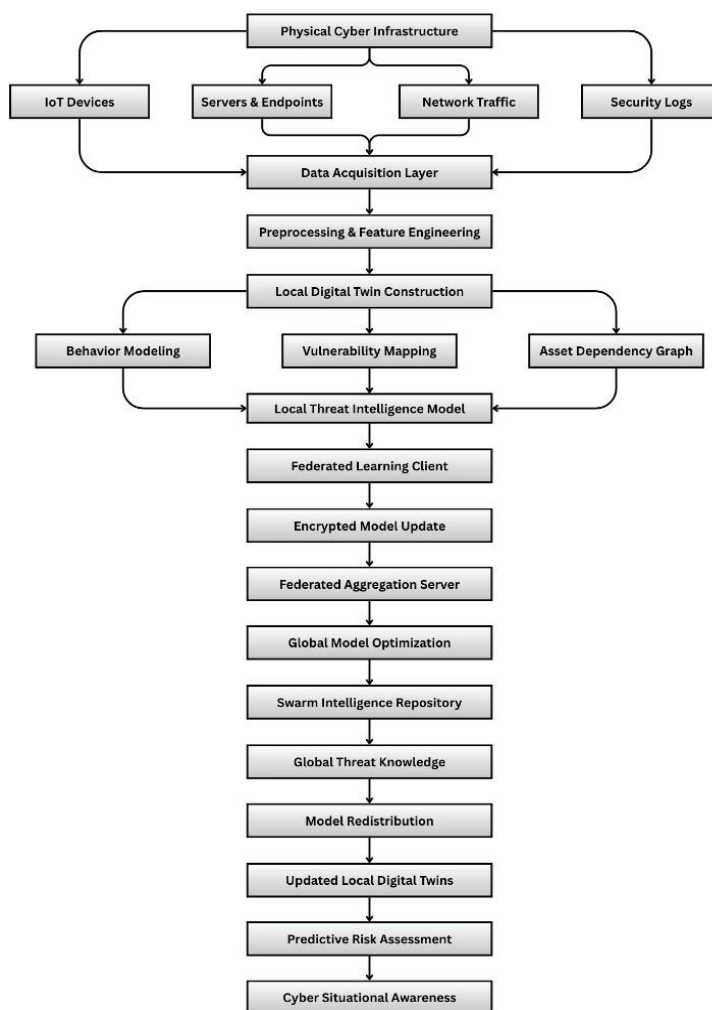 Physical Cyber Infrastructure
IoT Devices
Servers & Endpoints
Network Traffic
Security Logs
Data Acquisition Layer
Preprocessing & Feature Engineering
Local Digital Twin Construction
Behavior Modeling
Vulnerability Mapping
Asset Dependency Graph
Local Threat Intelligence Model
Federated Learning Client
Encrypted Model Update
Federated Aggregation Server
Global Model Optimization
Swarm Intelligence Repository
Global Threat Knowledge
Model Redistribution
Updated Local Digital Twins
Predictive Risk Assessment
Cyber Situational Awareness